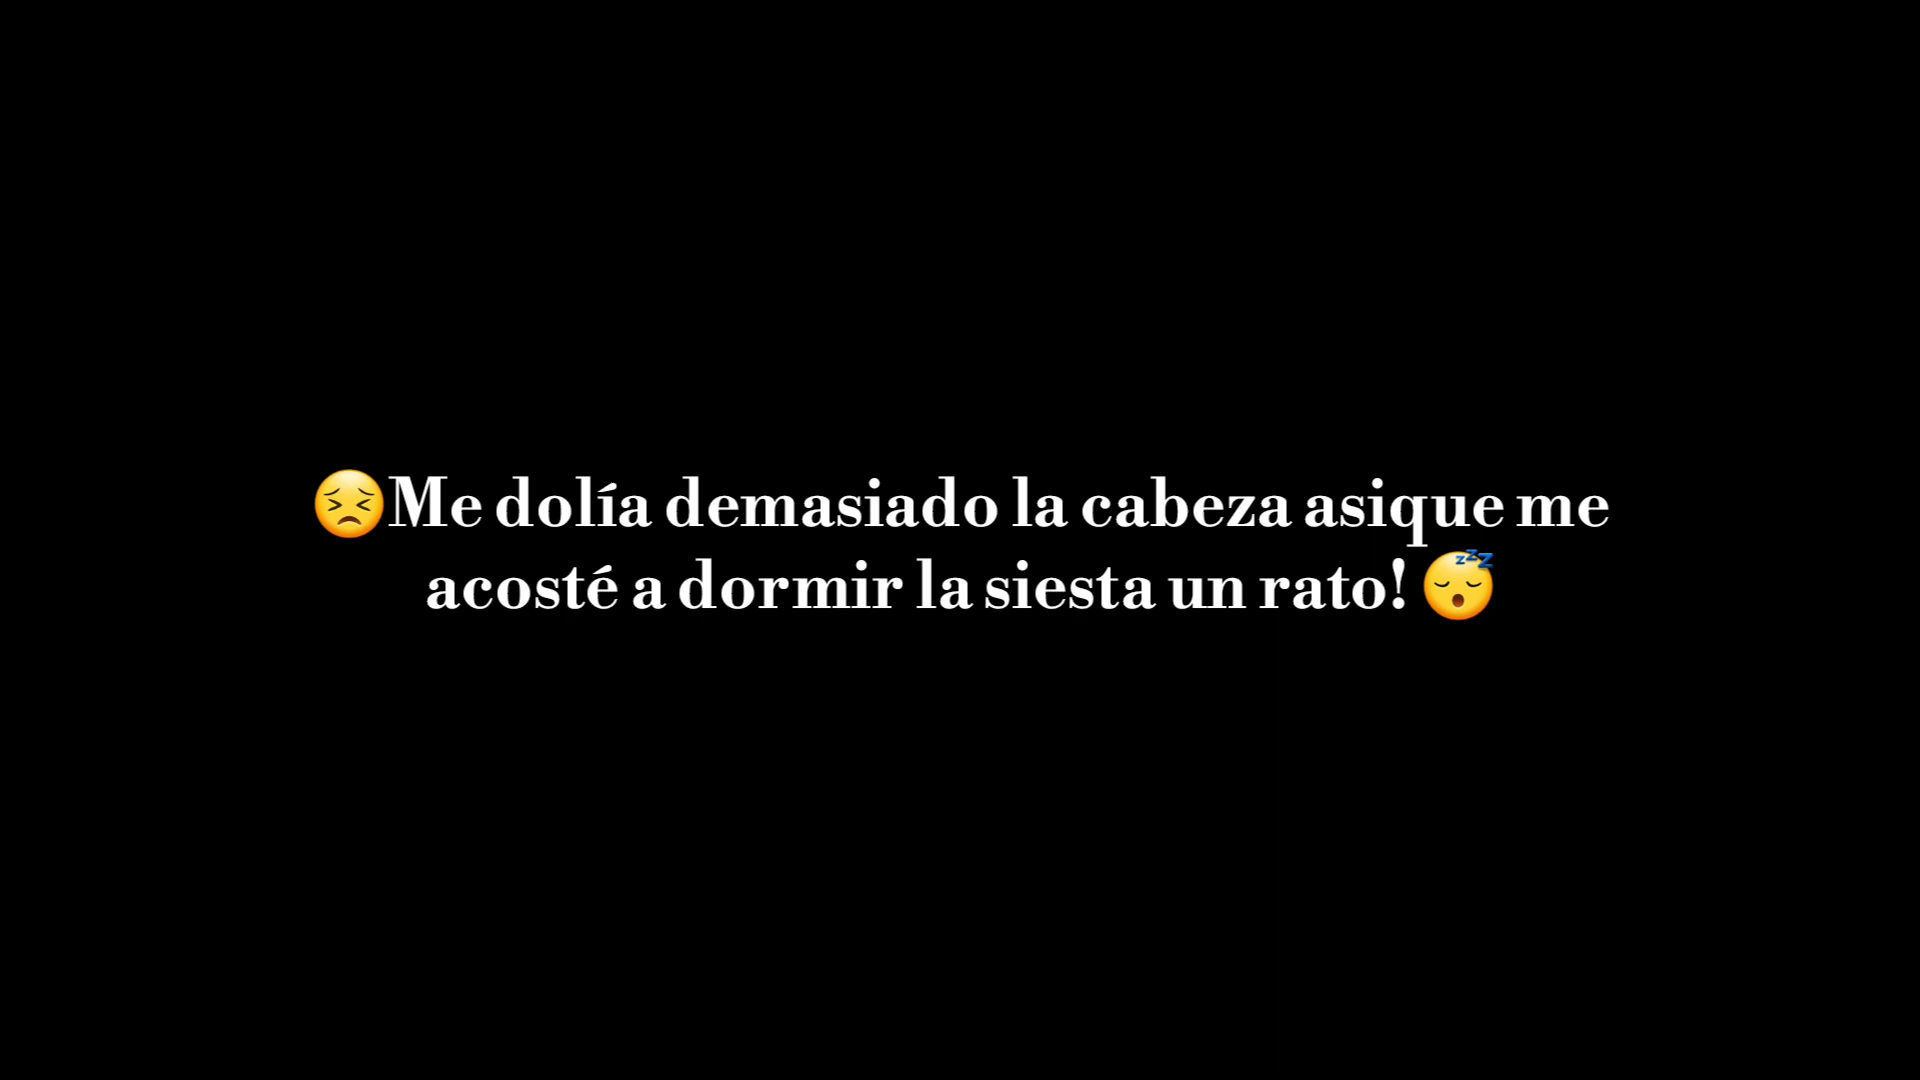 😣Me dolía demasiado la cabeza asique me
acosté a dormir la siesta un rato! 😴